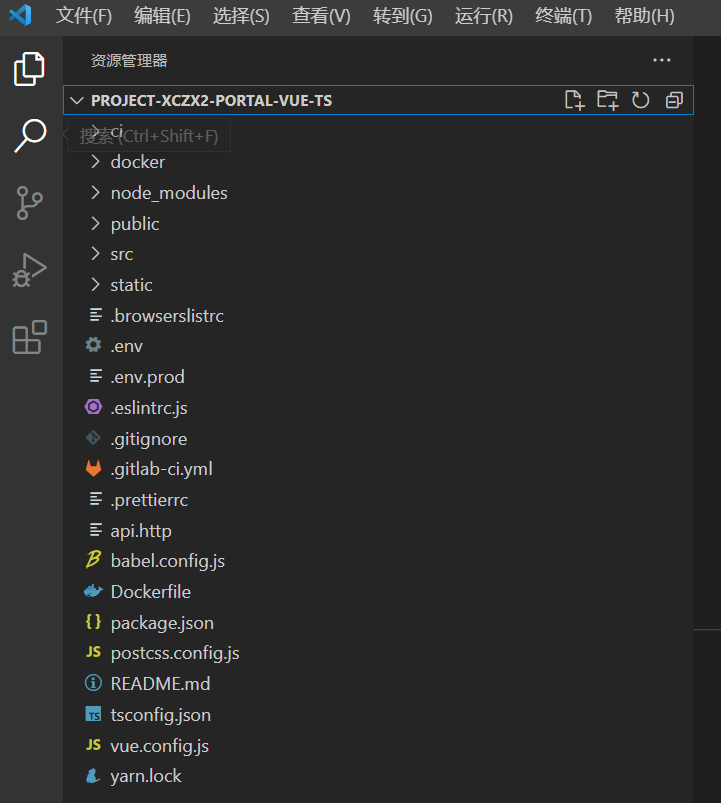 文件(F) 编辑(E) 选择(S) 查看(V) 转到(G) 运行(R) 终端(T) 帮助(H)
资源管理器
PROJECT-XCZX2-PORTAL-VUE-TS
ci
搜索 (Ctrl+Shift+F)
docker
node_modules
public
src
static
.browserslistrc
.env
.env.prod
.eslintrc.js
.gitignore
.gitlab-ci.yml
.prettierrc
api.http
babel.config.js
Dockerfile
package.json
JS postcss.config.js
README.md
TS tsconfig.json
JS vue.config.js
yarn.lock